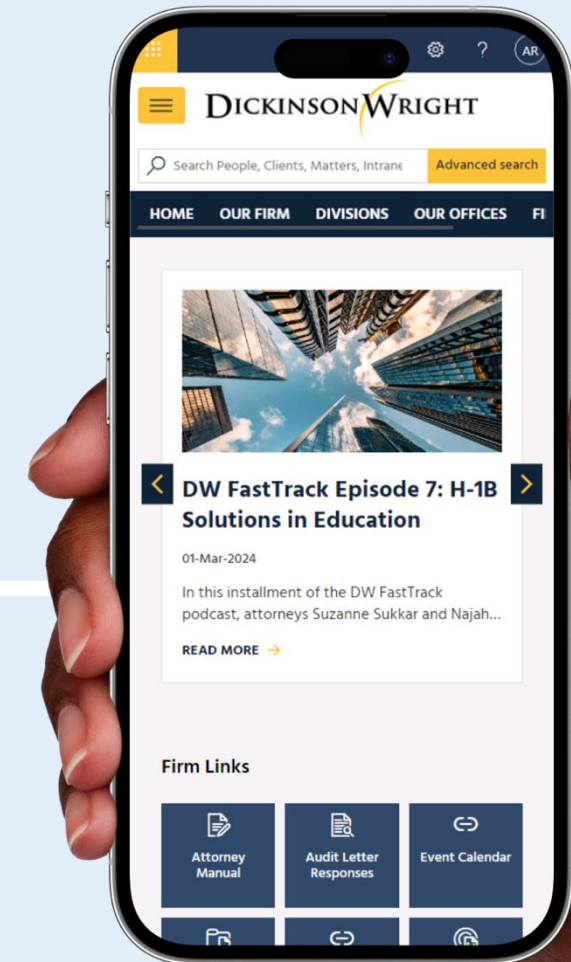 AR
DICKINSON WRIGHT
Search People, Clients, Matters, Intrane
Advanced search
HOME OUR FIRM DIVISIONS OUR OFFICES FI
DW FastTrack Episode 7: H-1B
Solutions in Education
01-Mar-2024
In this installment of the DW FastTrack
podcast, attorneys Suzanne Sukkar and Najah...
READ MORE
Firm Links
Attorney
Manual
Audit Letter
Responses
Event Calendar